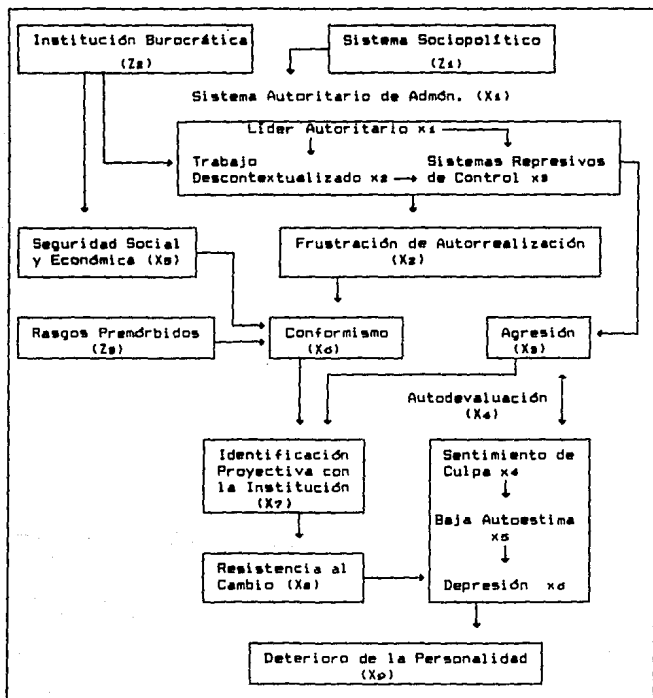 Institución Burocrática
(Z2)
Sistema Sociopolítico
(Z1)
Sistema Autoritario de Admón. (X1)
Líder Autoritario x1
Trabajo
Descontextualizado x2
Sistemas Represivos
de Control x3
Seguridad Social
y Económica (X5)
Frustración de Autorrealización
(X2)
Rasgos Premórbidos
(Z3)
Conformismo
(X6)
Agresión
(X3)
Autodevaluación
(X4)
Identificación
Proyectiva con
la Institución
(X7)
Sentimiento de
Culpa x4
Baja Autoestima
x5
Depresión x6
Resistencia al
Cambio (X8)
Deterioro de la Personalidad
(X9)